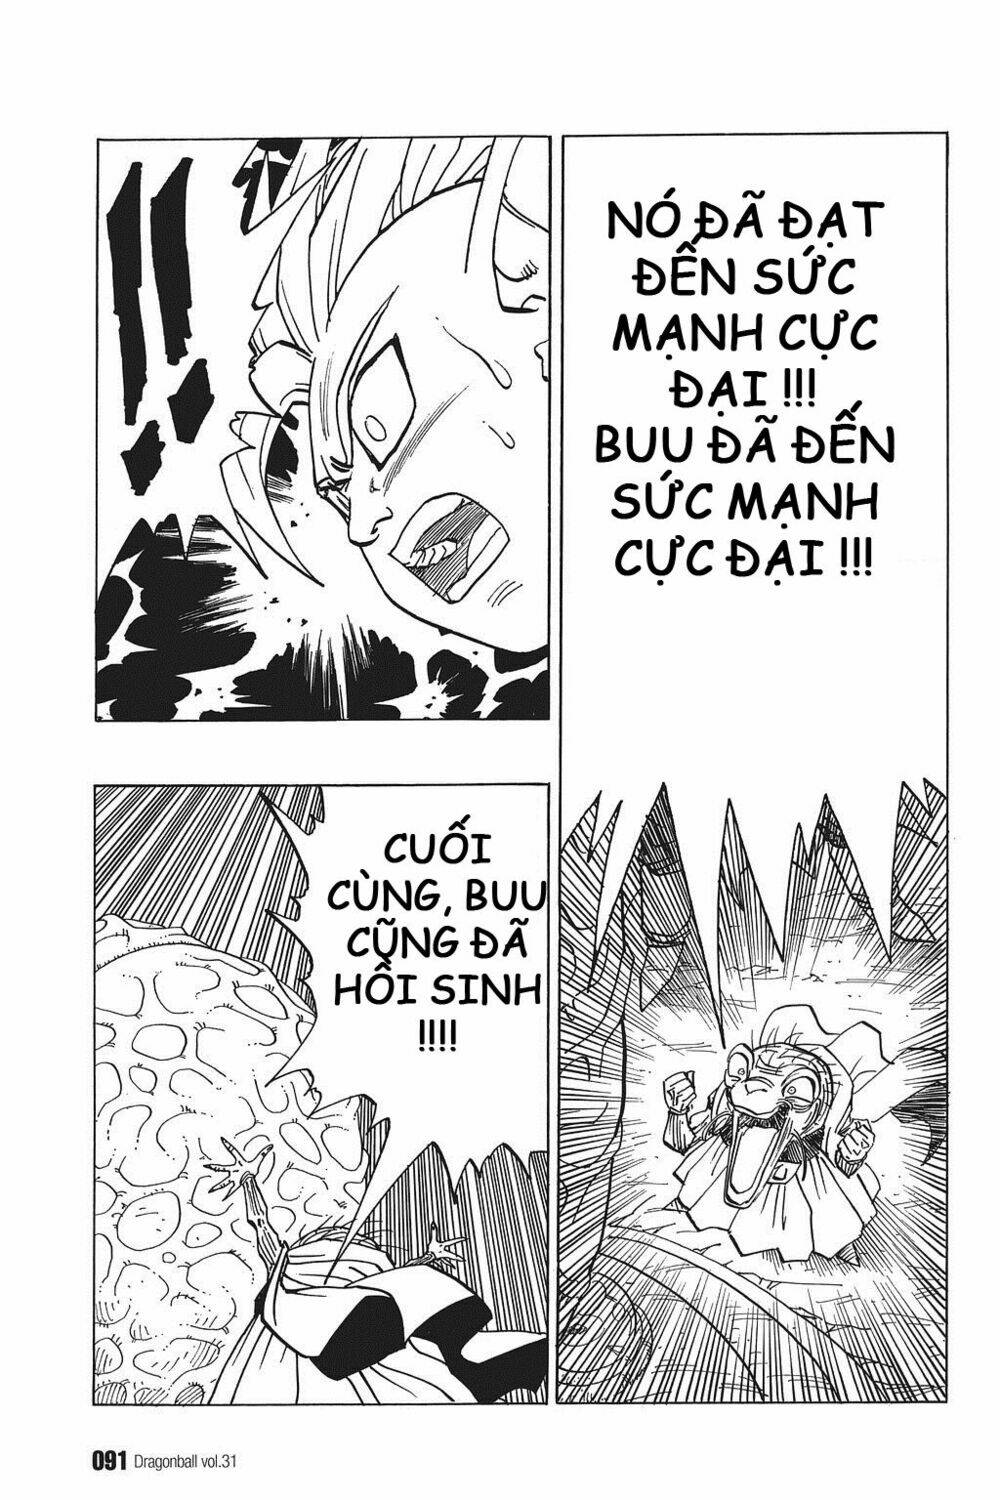 NÓ ĐÃ ĐẠT
ĐẾN SỨC
MẠNH CỰC
ĐẠI !!!
BUU ĐÃ ĐẾN
SỨC MẠNH
CỰC ĐẠI !!!
CUỐI
CÙNG, BUU
CŨNG ĐÃ
HỒI SINH
!!!!
091 Dragonball vol.31